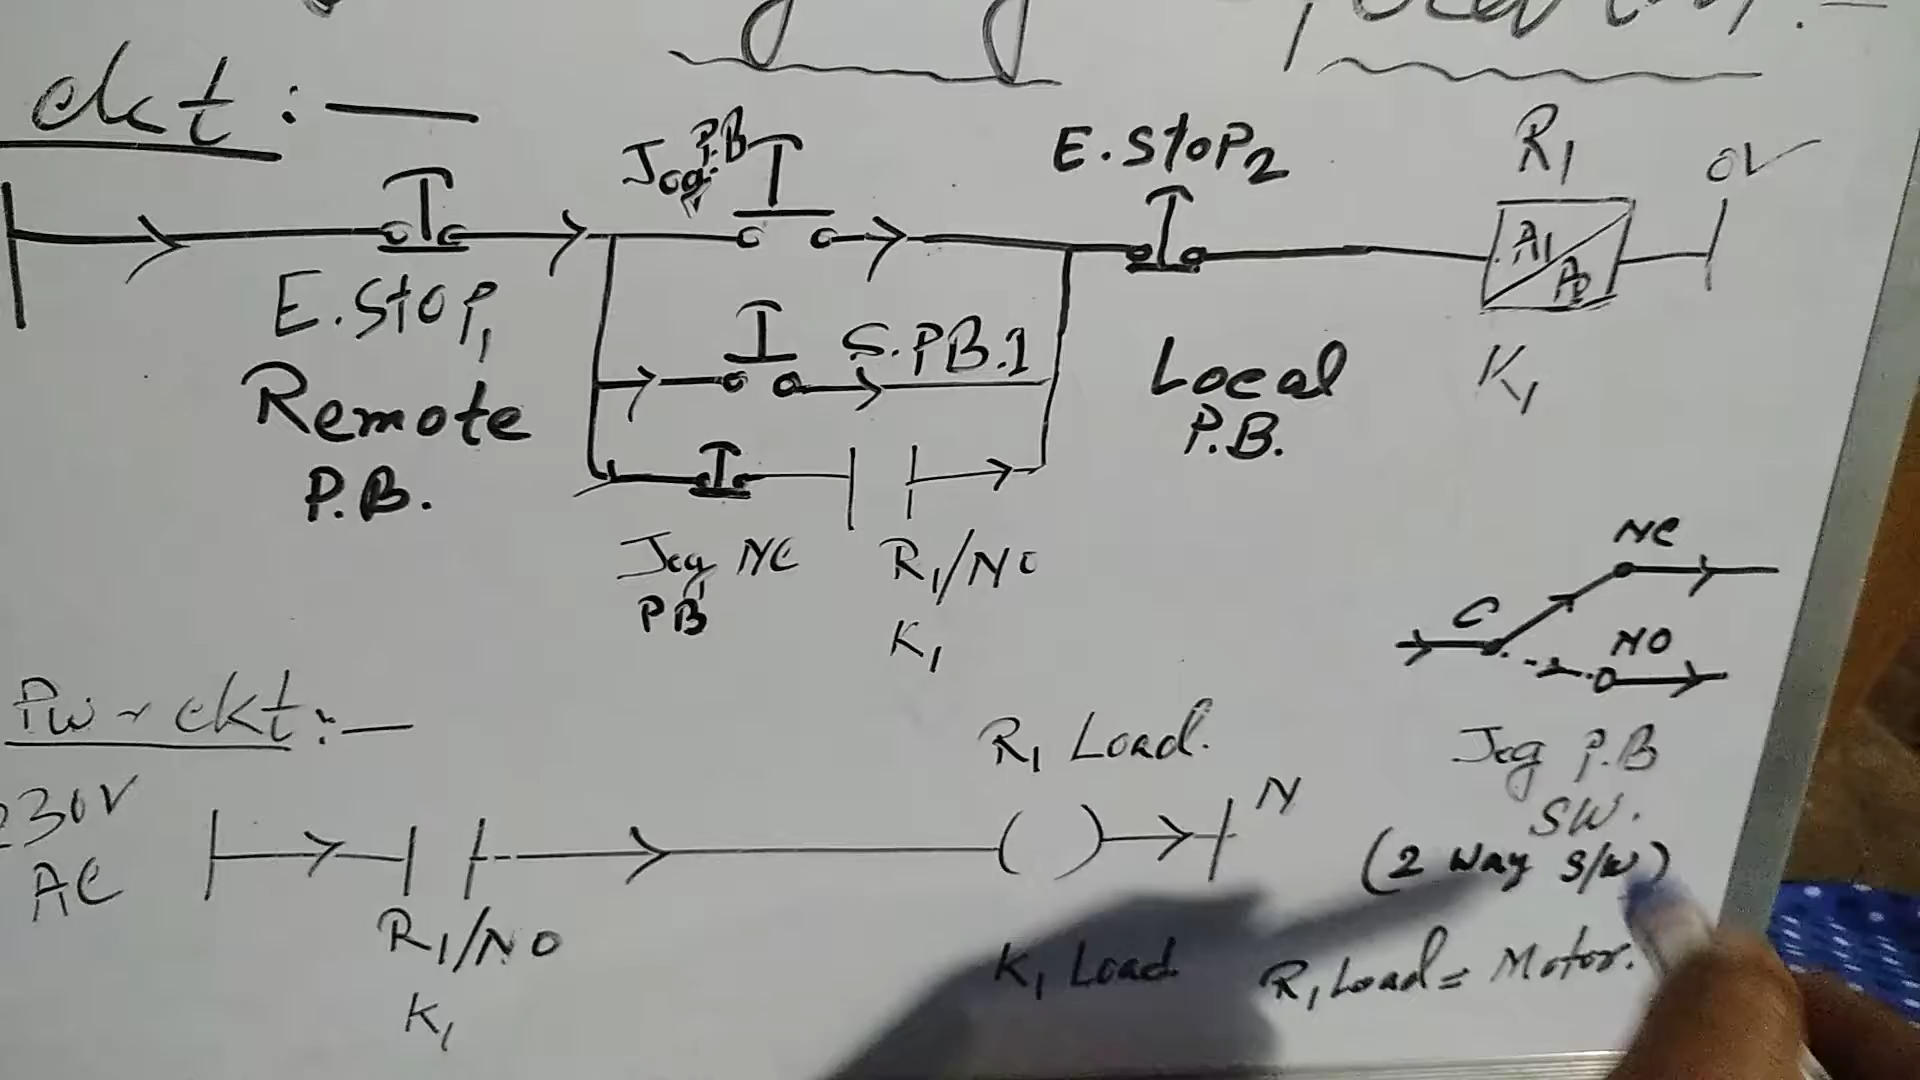 ckt:—
Jog P.B
E.StoP2
R1
0V
A1
A2
E.StoP1
S.PB.1
Remote
P.B.
Local
P.B.
K1
Jog NC
PB
R1/NO
K1
NC
C
NO
Jog P.B
SW.
(2 way S/W)
Pwr ckt:—
230V
AC
R1 Load.
N
R1/NO
K1
K1 Load
R1 Load = Motor.